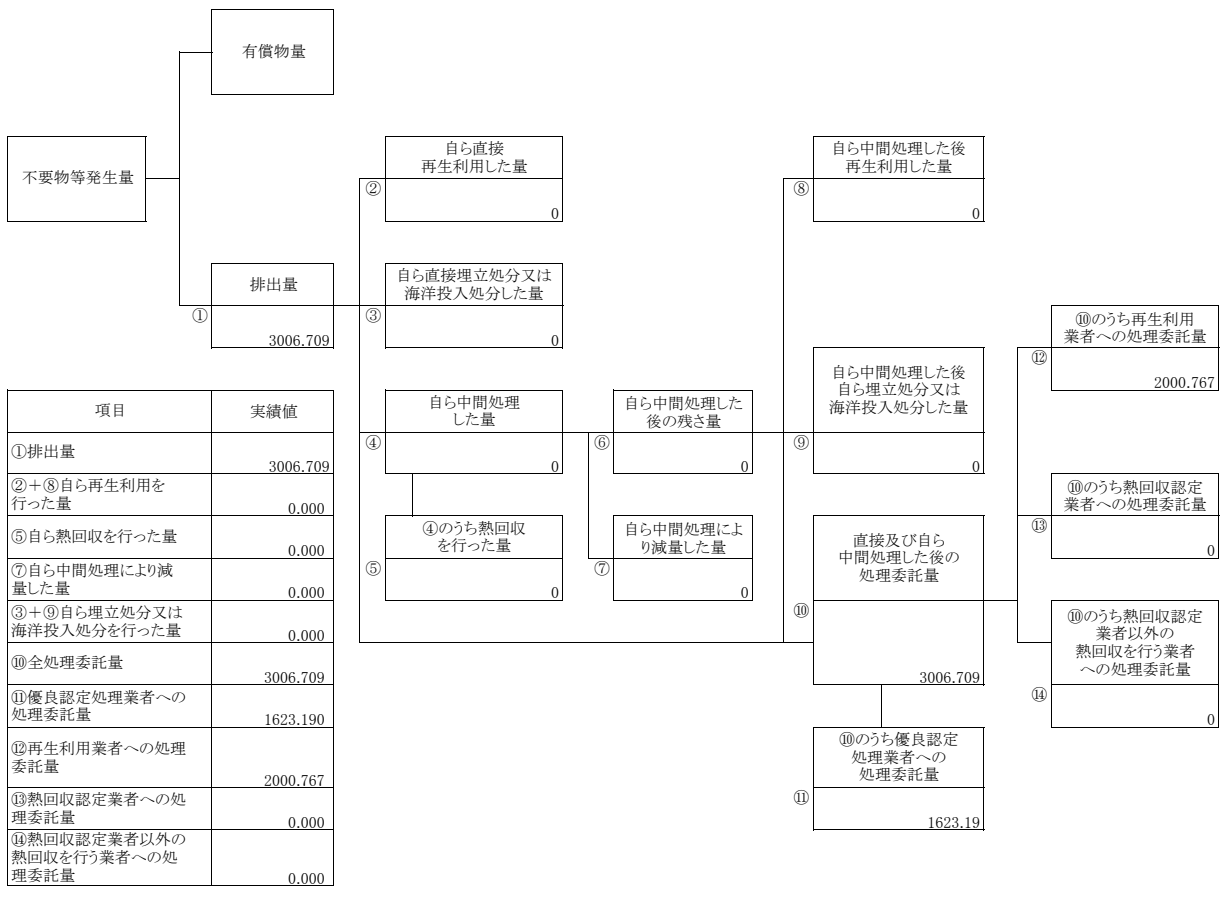 有償物量
不要物等発生量
自ら直接
再生利用した量
②
0
自ら中間処理した後
再生利用した量
⑧
0
排出量
①
3006.709
自ら直接埋立処分又は
海洋投入処分した量
③
0
⑩のうち再生利用
業者への処理委託量
⑫
2000.767
自ら中間処理
した量
④
0
自ら中間処理した
後の残さ量
⑥
0
自ら中間処理した後
自ら埋立処分又は
海洋投入処分した量
⑨
0
⑩のうち熱回収認定
業者への処理委託量
⑬
0
④のうち熱回収
を行った量
⑤
0
自ら中間処理によ
り減量した量
⑦
0
直接及び自ら
中間処理した後の
処理委託量
⑩
3006.709
⑩のうち熱回収認定
業者以外の
熱回収を行う業者
への処理委託量
⑭
0
⑩のうち優良認定
処理業者への
処理委託量
⑪
1623.19
項目 実績値
①排出量
3006.709
②+⑧自ら再生利用を
行った量
0.000
⑤自ら熱回収を行った量
0.000
⑦自ら中間処理により減
量した量
0.000
③+⑨自ら埋立処分又は
海洋投入処分を行った量
0.000
⑩全処理委託量
3006.709
⑪優良認定処理業者への
処理委託量
1623.190
⑫再生利用業者への処理
委託量
2000.767
⑬熱回収認定業者への処
理委託量
0.000
⑭熱回収認定業者以外の
熱回収を行う業者への処
理委託量
0.000